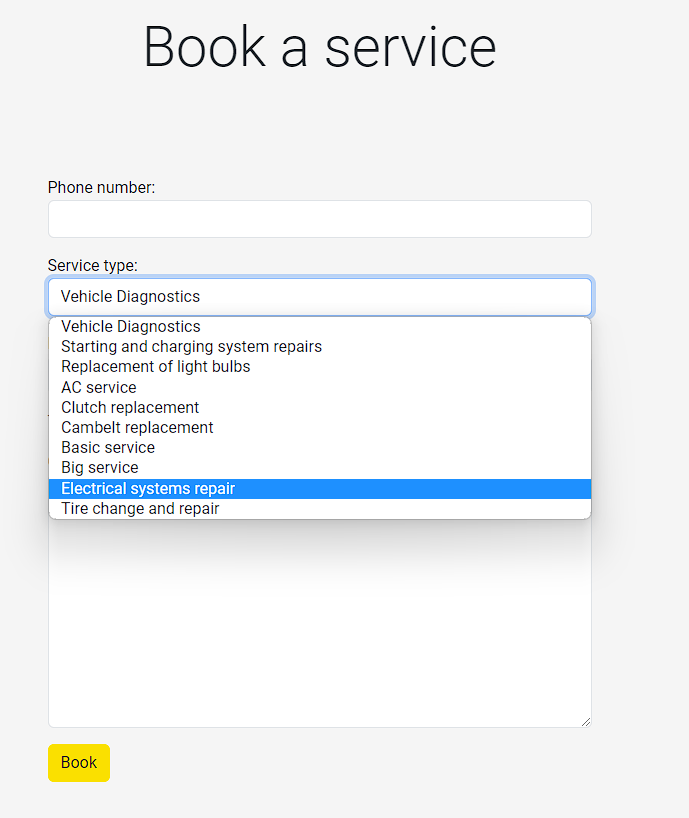 Book a service
Phone number:
Service type:
Vehicle Diagnostics
Vehicle Diagnostics
Starting and charging system repairs
Replacement of light bulbs
AC service
Clutch replacement
Cambelt replacement
Basic service
Big service
Electrical systems repair
Tire change and repair
Book